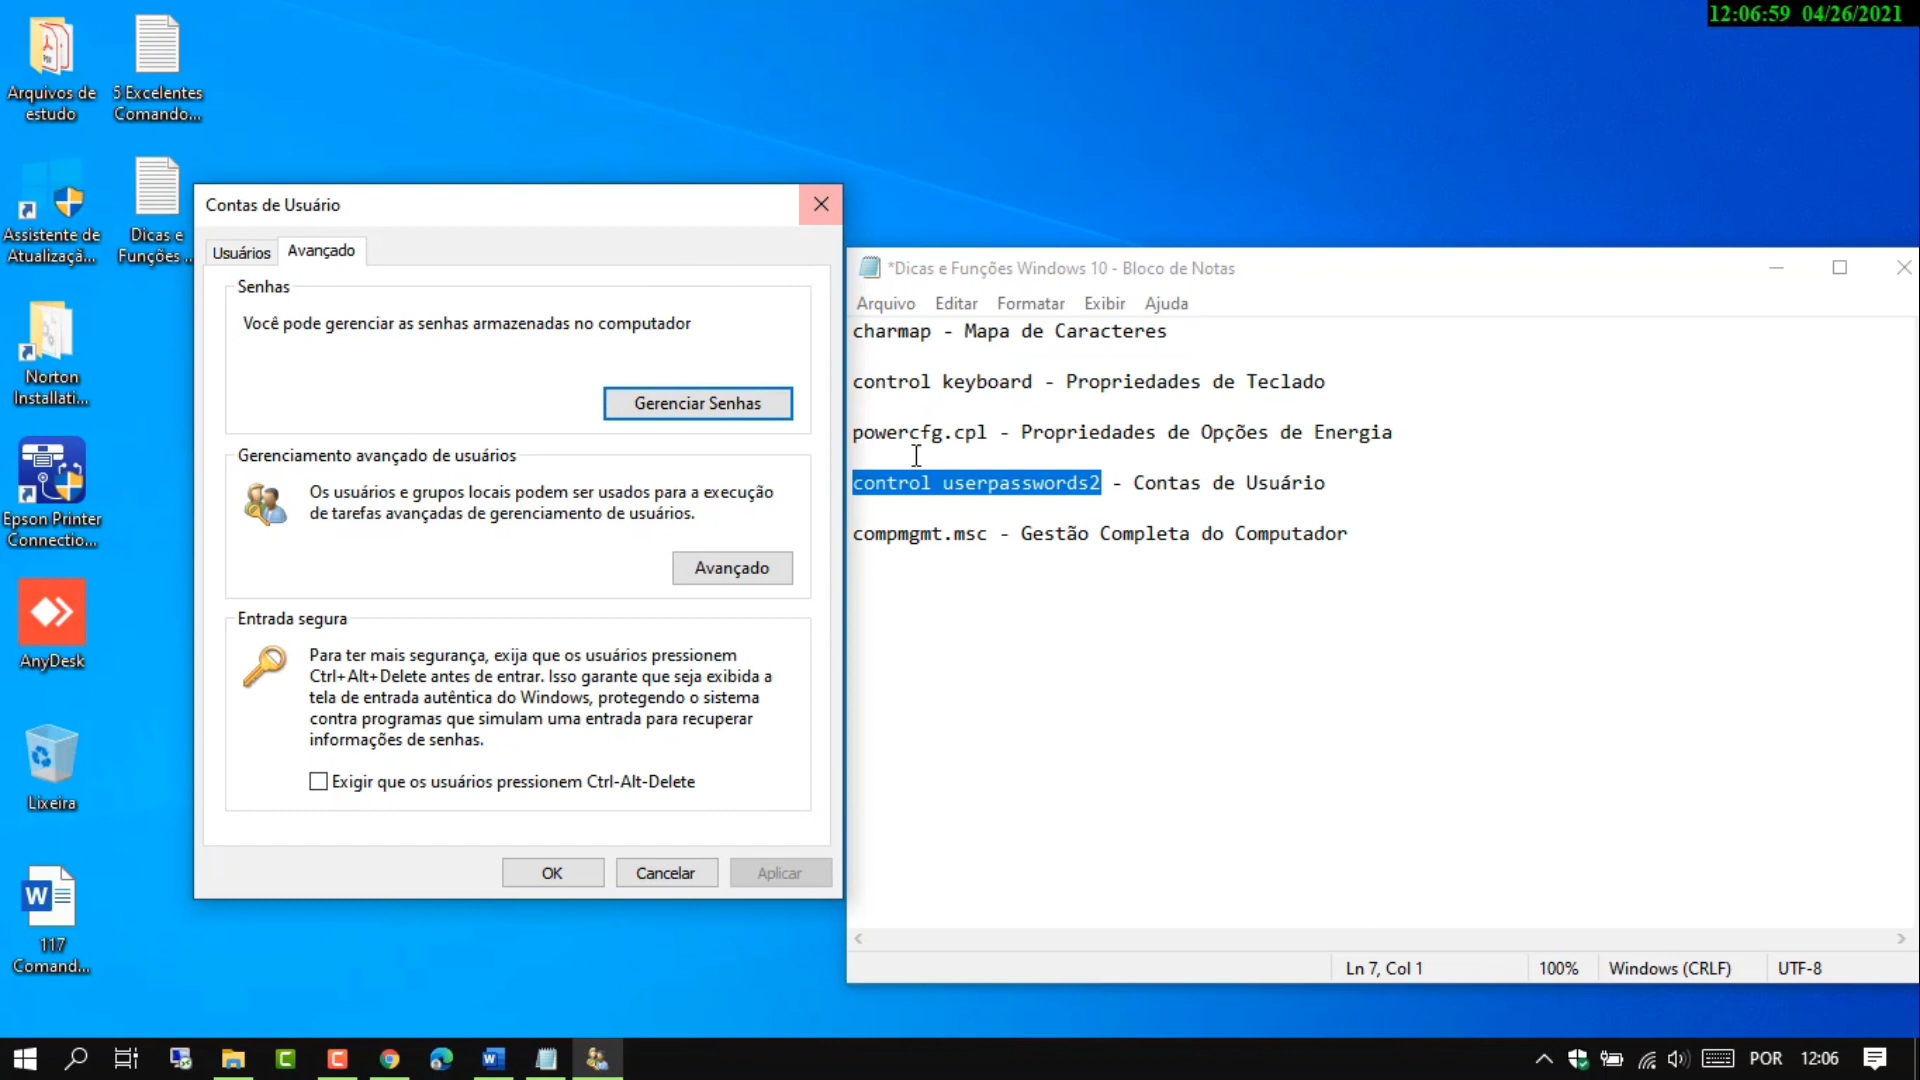 12:06:59 04/26/2021
Arquivos de
estudo
5 Excelentes
Comando...
Assistente de
Atualizaçã...
Dicas e
Funções ...
Norton
Installati...
Epson Printer
Connectio...
AnyDesk
Lixeira
117
Comand...
Contas de Usuário
Usuários
Avançado
Senhas
Você pode gerenciar as senhas armazenadas no computador
Gerenciar Senhas
Gerenciamento avançado de usuários
Os usuários e grupos locais podem ser usados para a execução
de tarefas avançadas de gerenciamento de usuários.
Avançado
Entrada segura
Para ter mais segurança, exija que os usuários pressionem
Ctrl+Alt+Delete antes de entrar. Isso garante que seja exibida a
tela de entrada autêntica do Windows, protegendo o sistema
contra programas que simulam uma entrada para recuperar
informações de senhas.
Exigir que os usuários pressionem Ctrl-Alt-Delete
OK
Cancelar
Aplicar
*Dicas e Funções Windows 10 - Bloco de Notas
Arquivo Editar Formatar Exibir Ajuda
charmap - Mapa de Caracteres
control keyboard - Propriedades de Teclado
powercfg.cpl - Propriedades de Opções de Energia
control userpasswords2 - Contas de Usuário
compmgmt.msc - Gestão Completa do Computador
Ln 7, Col 1
100%
Windows (CRLF)
UTF-8
POR
12:06